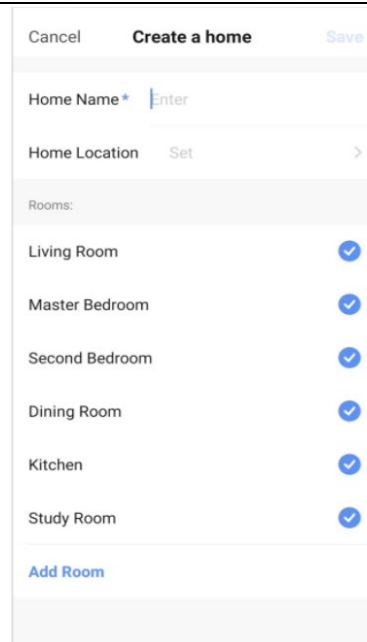 Cancel Create a home Save
Home Name* Enter
Home Location Set
Rooms:
Living Room
Master Bedroom
Second Bedroom
Dining Room
Kitchen
Study Room
Add Room